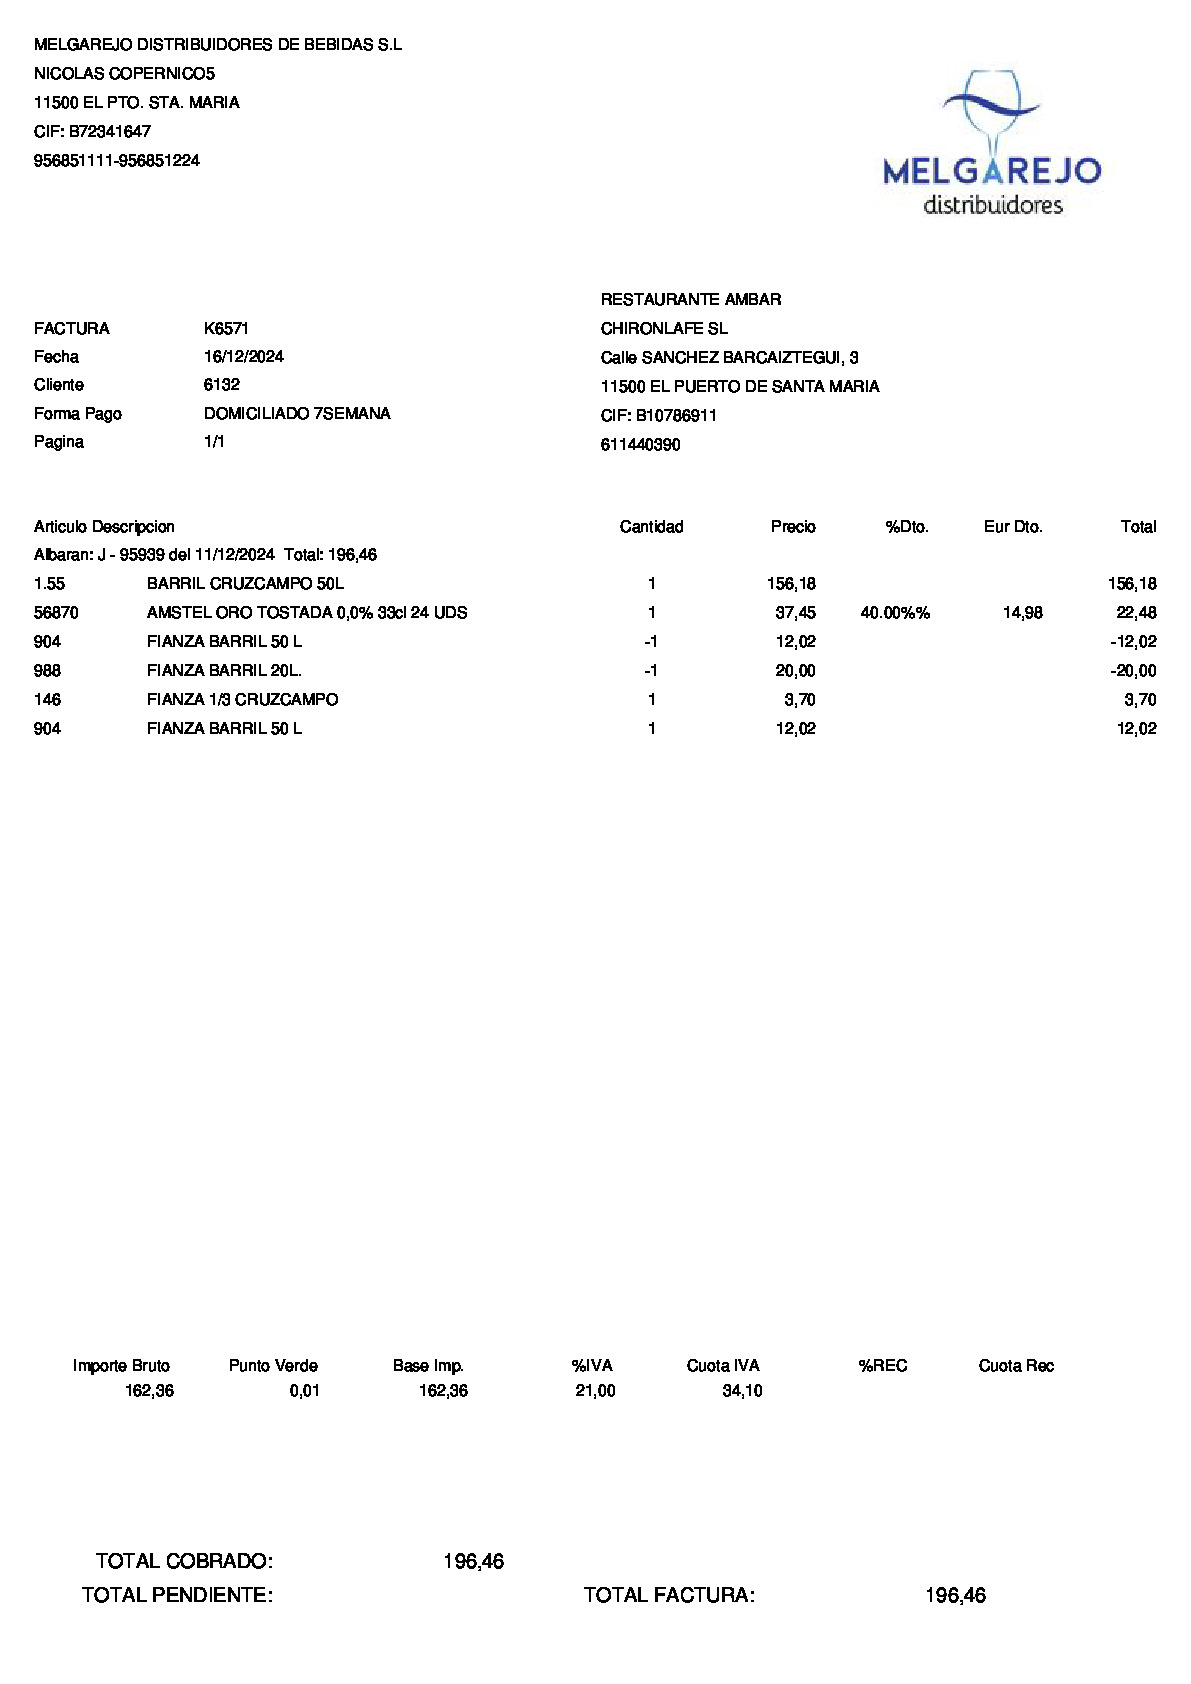 MELGAREJO DISTRIBUIDORES DE BEBIDAS S.L
NICOLAS COPERNICO5
11500 EL PTO. STA. MARIA
CIF: B72341647
956851111-956851224
MELGAREJO
distribuidores
RESTAURANTE AMBAR
FACTURA K6571 CHIRONLAFE SL
Fecha 16/12/2024 Calle SANCHEZ BARCAIZTEGUI, 3
Cliente 6132 11500 EL PUERTO DE SANTA MARIA
Forma Pago DOMICILIADO 7SEMANA CIF: B10786911
Pagina 1/1 611440390
Articulo Descripcion Cantidad Precio %Dto. Eur Dto. Total
Albaran: J - 95939 del 11/12/2024 Total: 196,46
1.55 BARRIL CRUZCAMPO 50L 1 156,18 156,18
56870 AMSTEL ORO TOSTADA 0,0% 33cl 24 UDS 1 37,45 40.00%% 14,98 22,48
904 FIANZA BARRIL 50 L -1 12,02 -12,02
988 FIANZA BARRIL 20L. -1 20,00 -20,00
146 FIANZA 1/3 CRUZCAMPO 1 3,70 3,70
904 FIANZA BARRIL 50 L 1 12,02 12,02
Importe Bruto Punto Verde Base Imp. %IVA Cuota IVA %REC Cuota Rec
162,36 0,01 162,36 21,00 34,10
TOTAL COBRADO: 196,46
TOTAL PENDIENTE: TOTAL FACTURA: 196,46